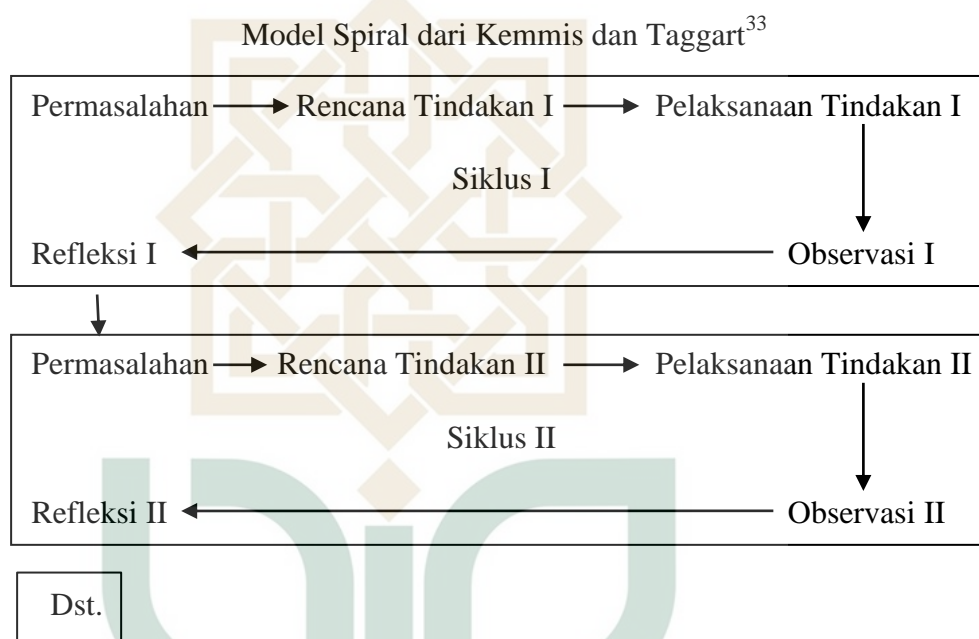 Model Spiral dari Kemmis dan Taggart³³
Permasalahan Rencana Tindakan I Pelaksanaan Tindakan I
Siklus I
Refleksi I Observasi I
Permasalahan Rencana Tindakan II Pelaksanaan Tindakan II
Siklus II
Refleksi II Observasi II
Dst.